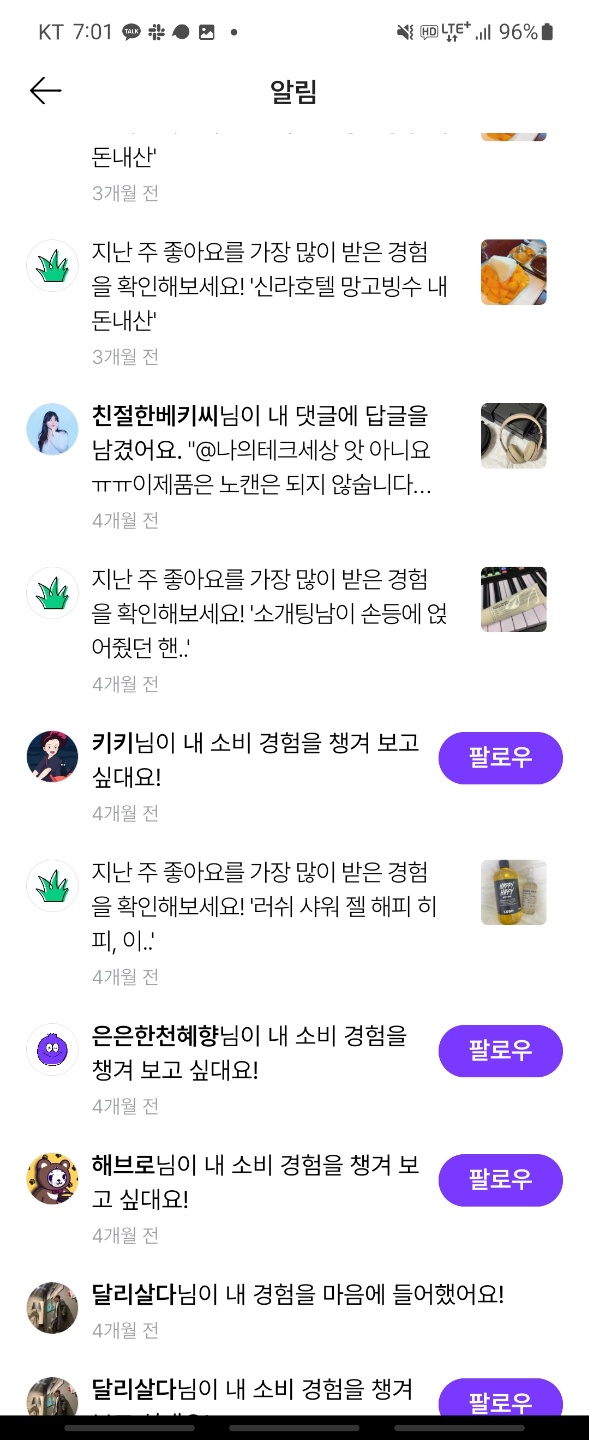 KT 7:01 TALK HD LTE+ 96%
알림
돈내산'
3개월 전
지난 주 좋아요를 가장 많이 받은 경험
을 확인해보세요! '신라호텔 망고빙수 내
돈내산'
3개월 전
친절한베키씨님이 내 댓글에 답글을
남겼어요. "@나의테크세상 앗 아니요
ㅠㅠ이제품은 노캔은 되지 않숩니다...
4개월 전
지난 주 좋아요를 가장 많이 받은 경험
을 확인해보세요! '소개팅남이 손등에 얹
어줬던 핸..'
4개월 전
키키님이 내 소비 경험을 챙겨 보고
싶대요!
팔로우
4개월 전
지난 주 좋아요를 가장 많이 받은 경험
을 확인해보세요! '러쉬 샤워 젤 해피 히
피, 이..'
HAPPY
HIPPY
4개월 전
은은한천혜향님이 내 소비 경험을
챙겨 보고 싶대요!
팔로우
4개월 전
해브로님이 내 소비 경험을 챙겨 보
고 싶대요!
팔로우
4개월 전
달리살다님이 내 경험을 마음에 들어했어요!
4개월 전
달리살다님이 내 소비 경험을 챙겨
팔로우